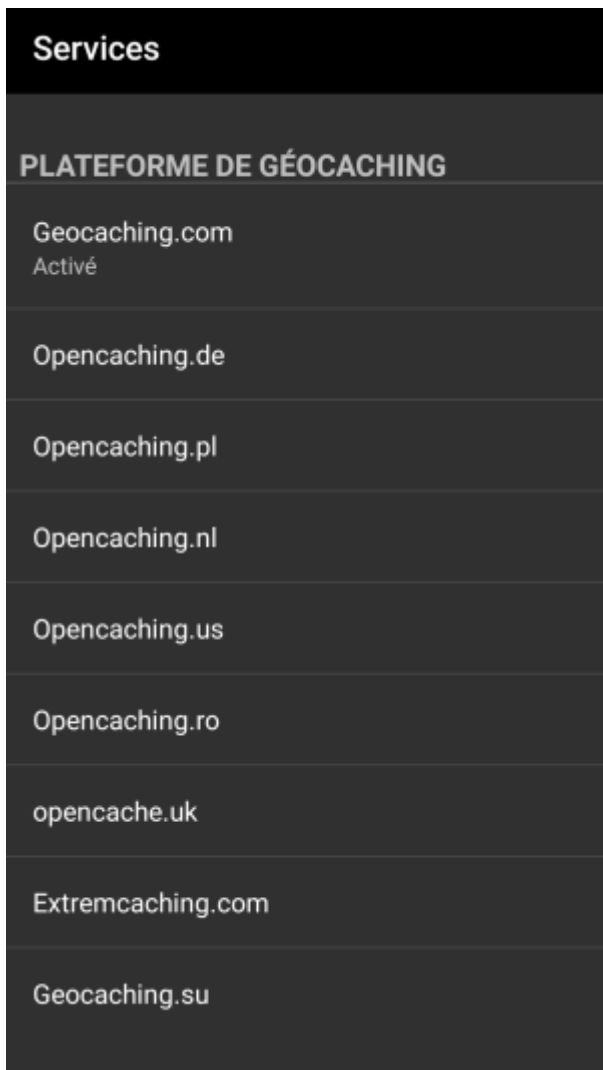 Services
PLATEFORME DE GÉOCACHING
Geocaching.com
Activé
Opencaching.de
Opencaching.pl
Opencaching.nl
Opencaching.us
Opencaching.ro
opencache.uk
Extremcaching.com
Geocaching.su